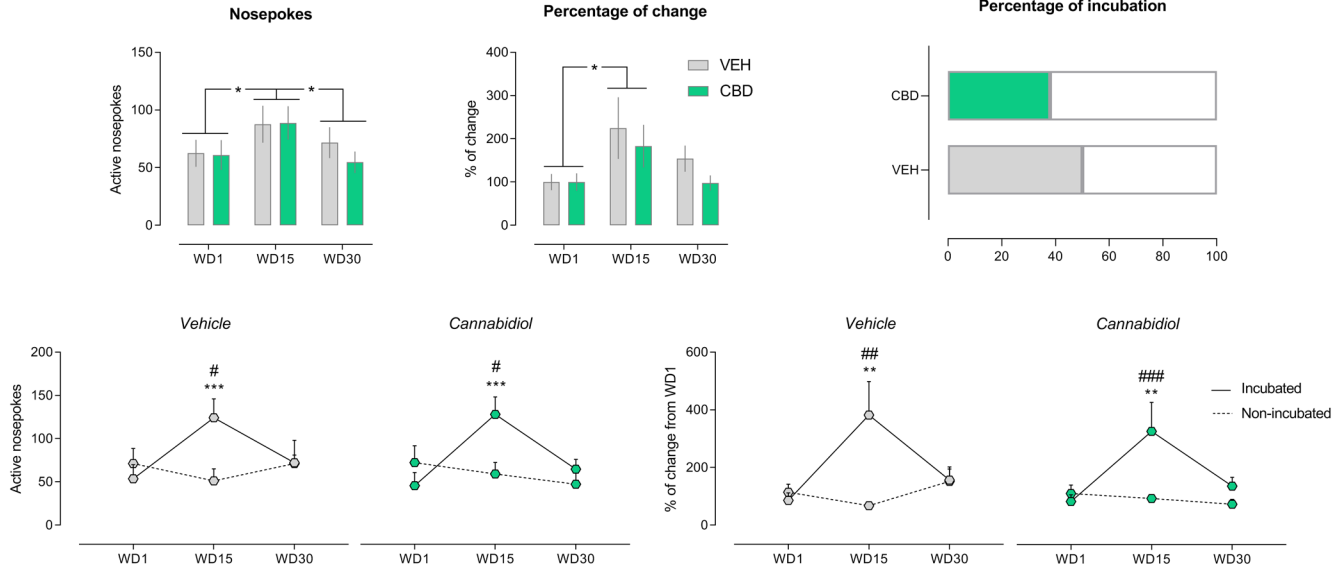 Nosepokes
Percentage of change
Percentage of incubation
Active nosepokes
150
100
50
0
*
*
WD1
WD15
WD30
% of change
400
300
200
100
0
*
VEH
CBD
WD1
WD15
WD30
CBD
VEH
0
20
40
60
80
100
Vehicle
Active nosepokes
200
150
100
50
0
#
***
WD1
WD15
WD30
Cannabidiol
#
***
WD1
WD15
WD30
Vehicle
% of change from WD1
600
400
200
0
##
**
WD1
WD15
WD30
Cannabidiol
###
**
WD1
WD15
WD30
Incubated
Non-incubated